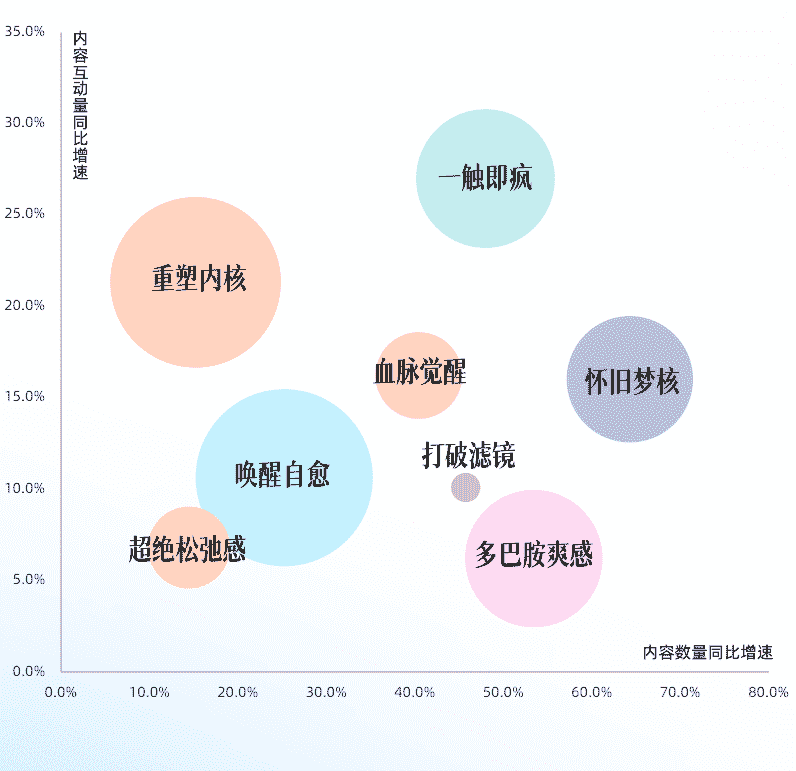 35.0%
内容互动量同比增速
30.0%
一触即疯
25.0%
重塑内核
20.0%
血脉觉醒
怀旧梦核
15.0%
打破滤镜
唤醒自愈
10.0%
超绝松弛感
多巴胺爽感
5.0%
内容数量同比增速
0.0%
0.0% 10.0% 20.0% 30.0% 40.0% 50.0% 60.0% 70.0% 80.0%